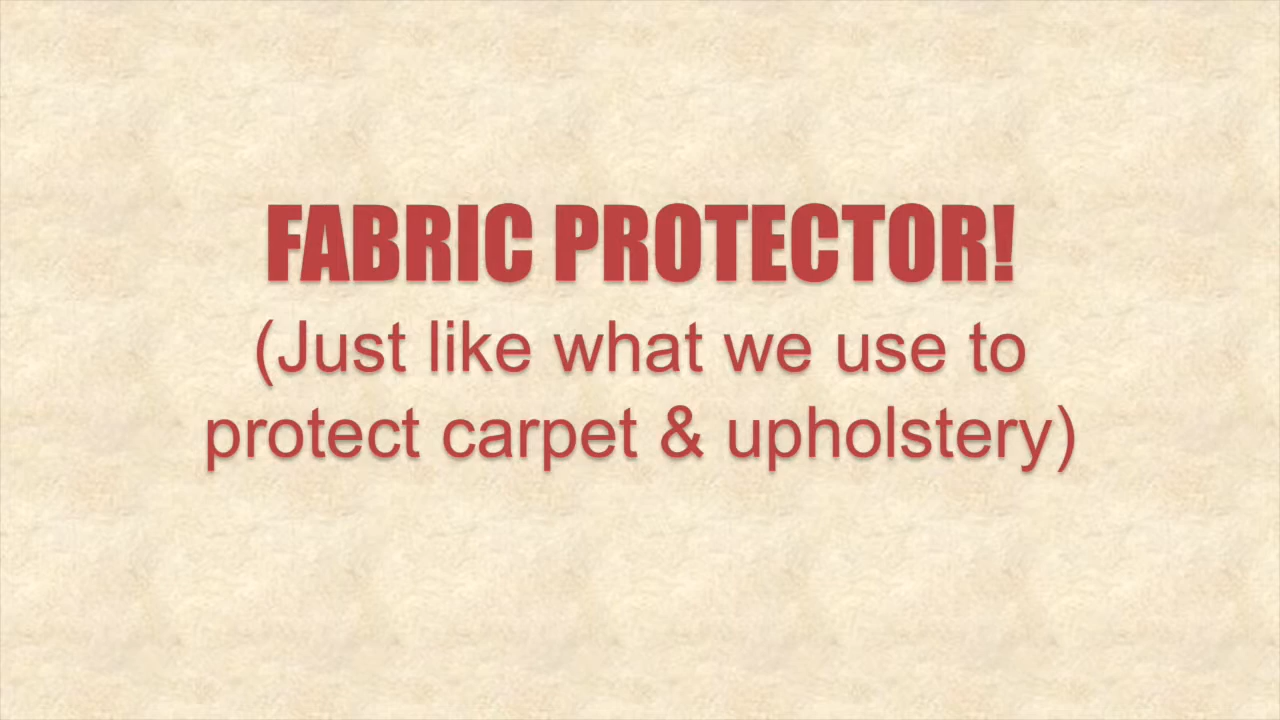 FABRIC PROTECTOR!
(Just like what we use to
protect carpet & upholstery)